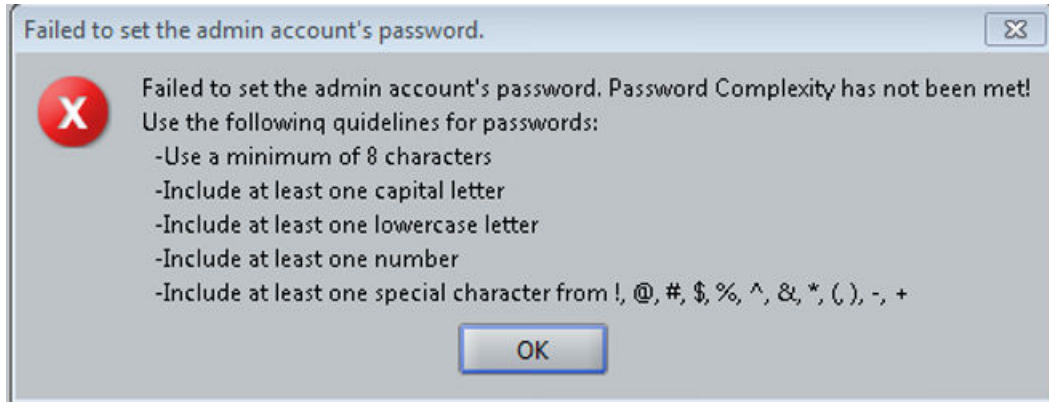 Failed to set the admin account's password.
Failed to set the admin account's password. Password Complexity has not been met!
Use the following guidelines for passwords:
-Use a minimum of 8 characters
-Include at least one capital letter
-Include at least one lowercase letter
-Include at least one number
-Include at least one special character from !, @, #, $, %, ^, &, *, (, ), -, +
OK